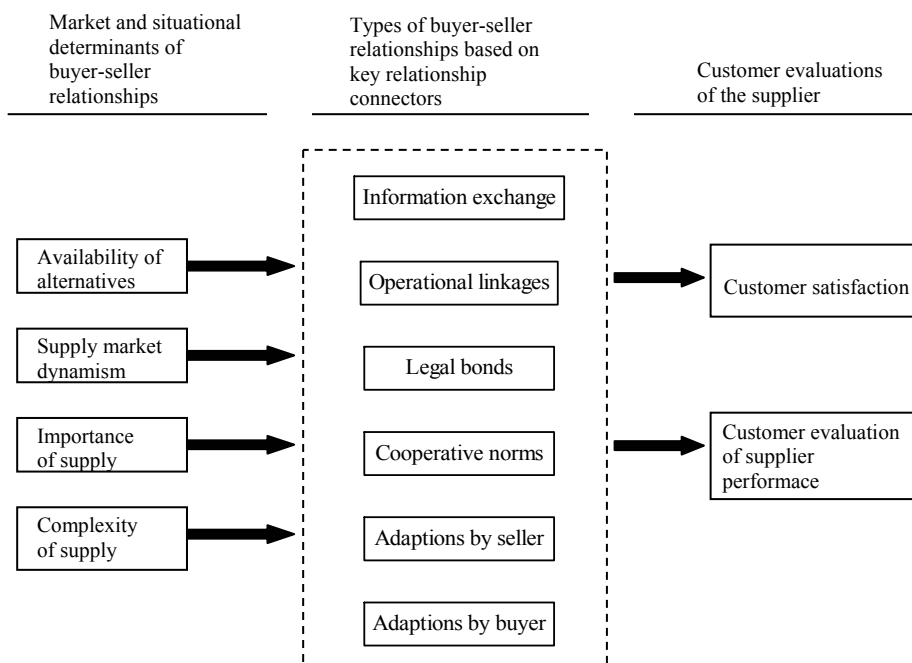 Market and situational
determinants of
buyer-seller
relationships
Types of buyer-seller
relationships based on
key relationship
connectors
Customer evaluations
of the supplier
Availability of
alternatives
Supply market
dynamism
Importance
of supply
Complexity
of supply
Information exchange
Operational linkages
Legal bonds
Cooperative norms
Adaptions by seller
Adaptions by buyer
Customer satisfaction
Customer evaluation
of supplier
performace